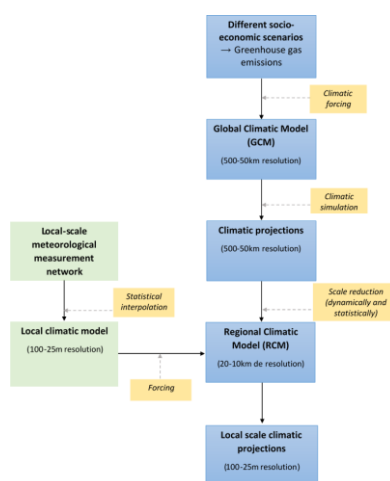 Different socio-
economic scenarios
→ Greenhouse gas
emissions
Climatic
forcing
Global Climatic Model
(GCM)
(500-50km resolution)
Climatic
simulation
Local-scale
meteorological
measurement
network
Climatic projections
(500-50km resolution)
Statistical
interpolation
Scale reduction
(dynamically and
statistically)
Local climatic model
(100-25m resolution)
Regional Climatic
Model (RCM)
(20-10km de resolution)
Forcing
Local scale climatic
projections
(100-25m resolution)